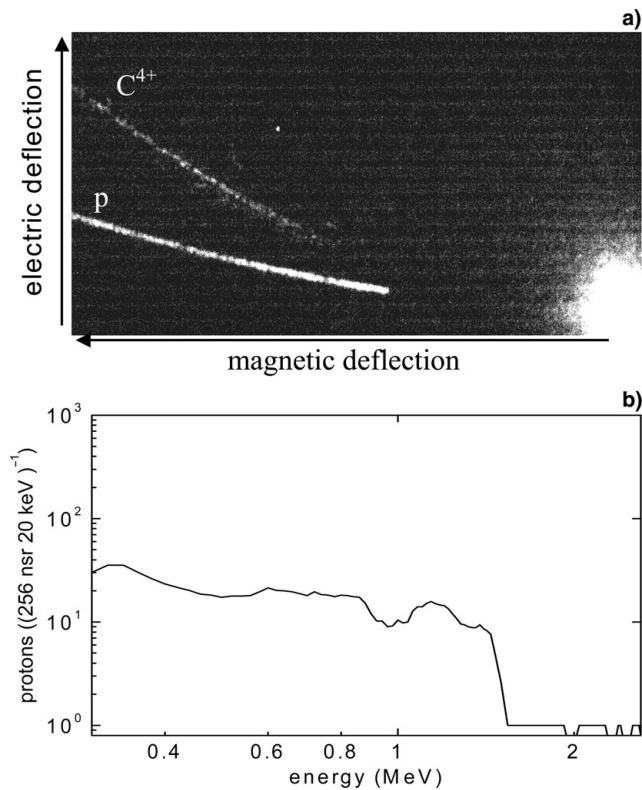 a)
electric deflection
C⁴⁺
p
magnetic deflection
b)
protons ((256 nsr 20 keV )⁻¹
10³
10²
10¹
10⁰
0.4 0.6 0.8 1 2
energy (MeV)